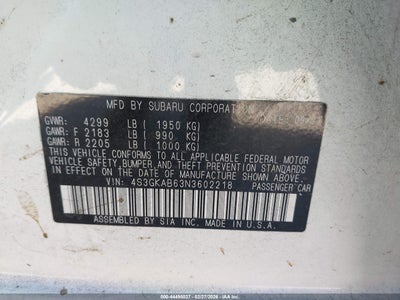 MFD BY SUBARU CORPORATION
GVWR: 4299 LB ( 1950 KG)
GAWR: F 2183 LB ( 990 KG)
GAWR: R 2205 LB ( 1000 KG)
THIS VEHICLE CONFORMS TO ALL APPLICABLE FEDERAL MOTOR
VEHICLE SAFETY, BUMPER, AND THEFT PREVENTION STANDARDS
IN EFFECT ON THE DATE OF MANUFACTURE SHOWN ABOVE.
VIN: 4S3GKAB63N3602218 PASSENGER CAR
ASSEMBLED BY SIA INC. MADE IN U.S.A.